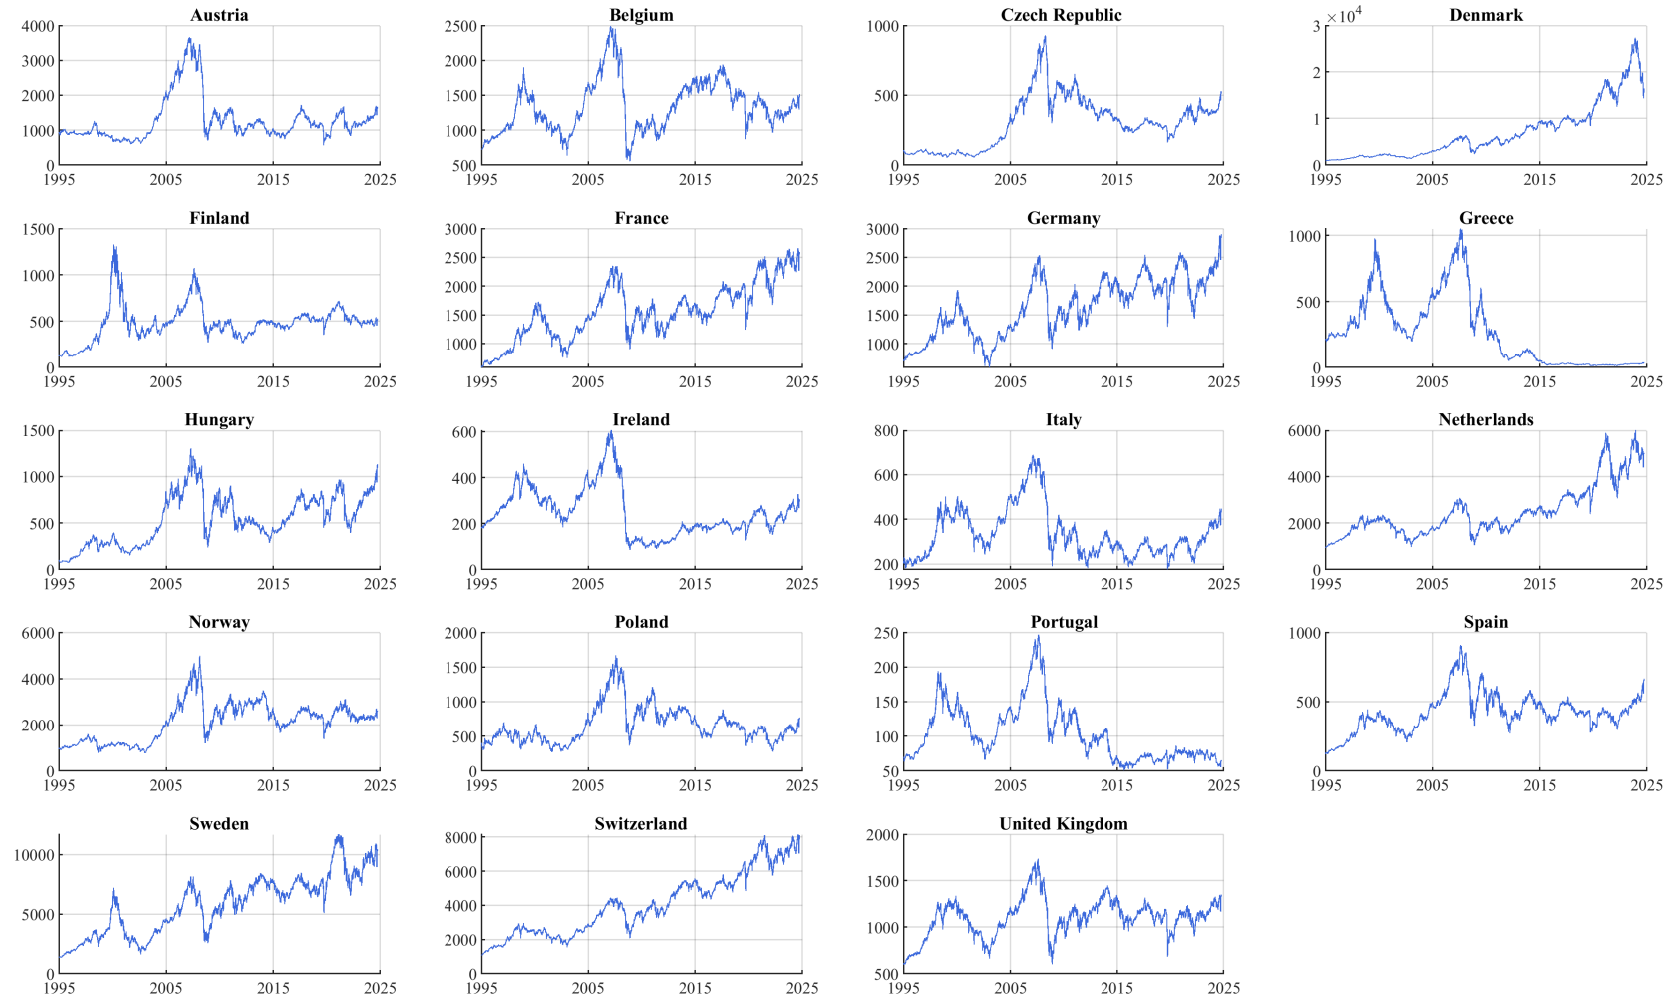 Austria
4000
3000
2000
1000
0
1995 2005 2015 2025
Belgium
2500
2000
1500
1000
500
1995 2005 2015 2025
Czech Republic
1000
500
0
1995 2005 2015 2025
Denmark
×10⁴
3
2
1
0
1995 2005 2015 2025
Finland
1500
1000
500
0
1995 2005 2015 2025
France
3000
2500
2000
1500
1000
1995 2005 2015 2025
Germany
3000
2500
2000
1500
1000
1995 2005 2015 2025
Greece
1000
500
0
1995 2005 2015 2025
Hungary
1500
1000
500
0
1995 2005 2015 2025
Ireland
600
400
200
0
1995 2005 2015 2025
Italy
800
600
400
200
1995 2005 2015 2025
Netherlands
6000
4000
2000
0
1995 2005 2015 2025
Norway
6000
4000
2000
0
1995 2005 2015 2025
Poland
2000
1500
1000
500
0
1995 2005 2015 2025
Portugal
250
200
150
100
50
1995 2005 2015 2025
Spain
1000
500
0
1995 2005 2015 2025
Sweden
10000
5000
0
1995 2005 2015 2025
Switzerland
8000
6000
4000
2000
0
1995 2005 2015 2025
United Kingdom
2000
1500
1000
500
1995 2005 2015 2025